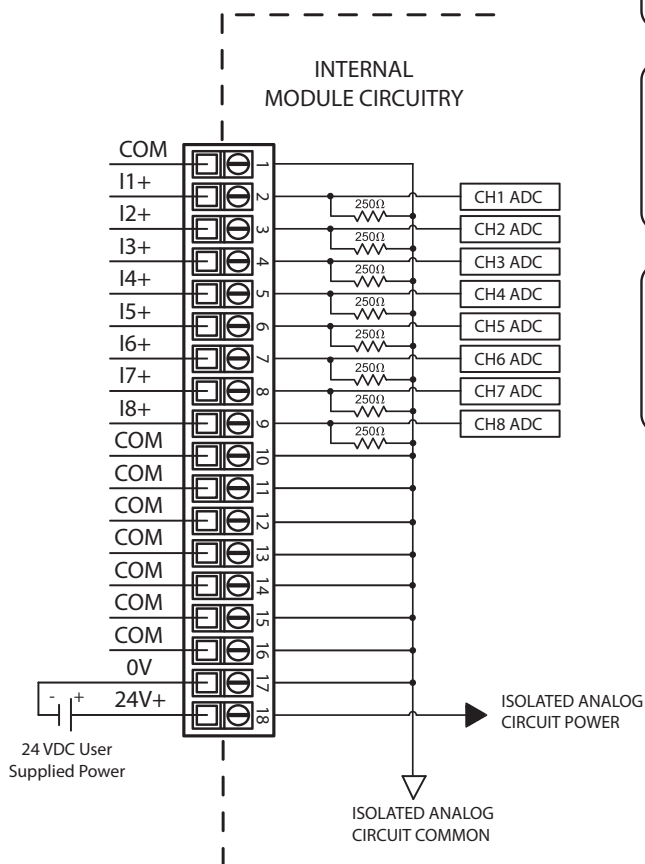 INTERNAL
MODULE CIRCUITRY
COM
1
I1+
2
250Ω
CH1 ADC
I2+
3
250Ω
CH2 ADC
I3+
4
250Ω
CH3 ADC
I4+
5
250Ω
CH4 ADC
I5+
6
250Ω
CH5 ADC
I6+
7
250Ω
CH6 ADC
I7+
8
250Ω
CH7 ADC
I8+
9
250Ω
CH8 ADC
COM
10
COM
11
COM
12
COM
13
COM
14
COM
15
COM
16
0V
17
- +
24V+
18
ISOLATED ANALOG
CIRCUIT POWER
24 VDC User
Supplied Power
ISOLATED ANALOG
CIRCUIT COMMON